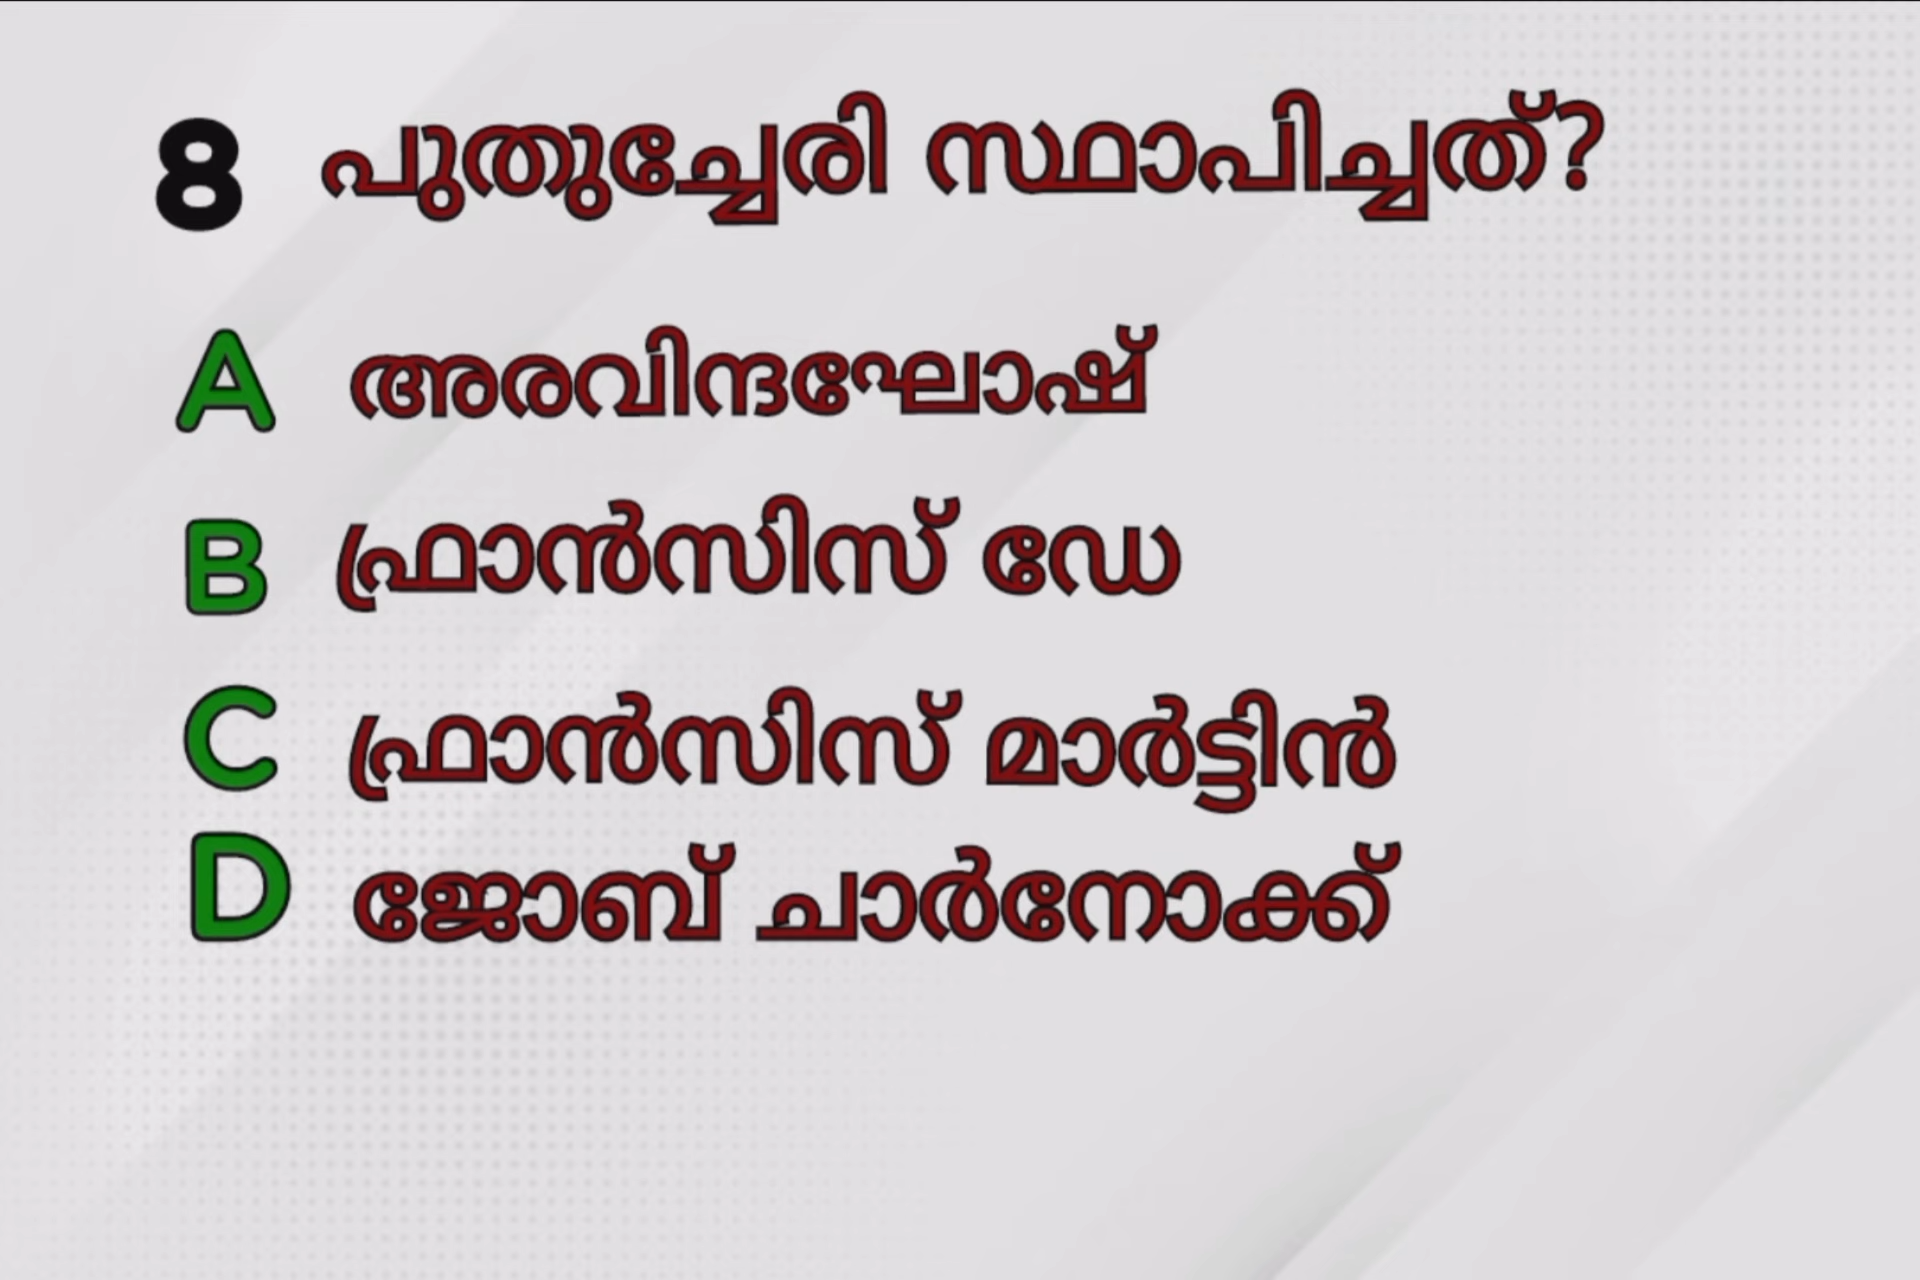 8 പുതുച്ചേരി സ്ഥാപിച്ചത്?
A അരവിന്ദഘോഷ്
B ഫ്രാൻസിസ് ഡേ
C ഫ്രാൻസിസ് മാർട്ടിൻ
D ജോബ് ചാർനോക്ക്